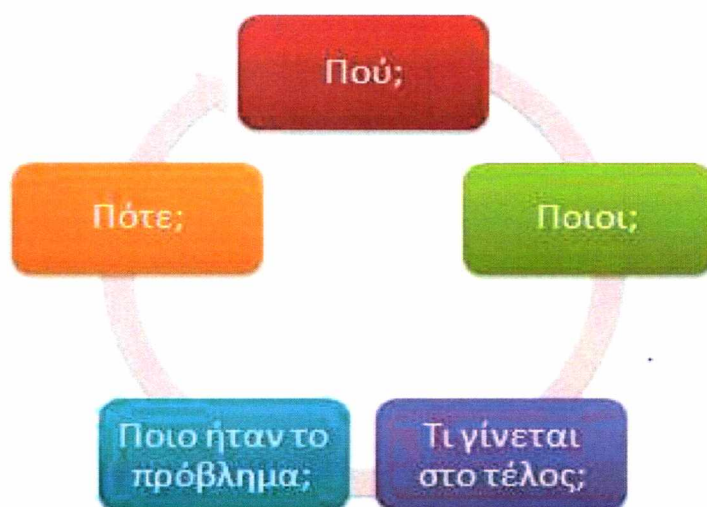 Πού;
Ποιοι;
Τι γίνεται
στο τέλος;
Ποιο ήταν το
πρόβλημα;
Πότε;